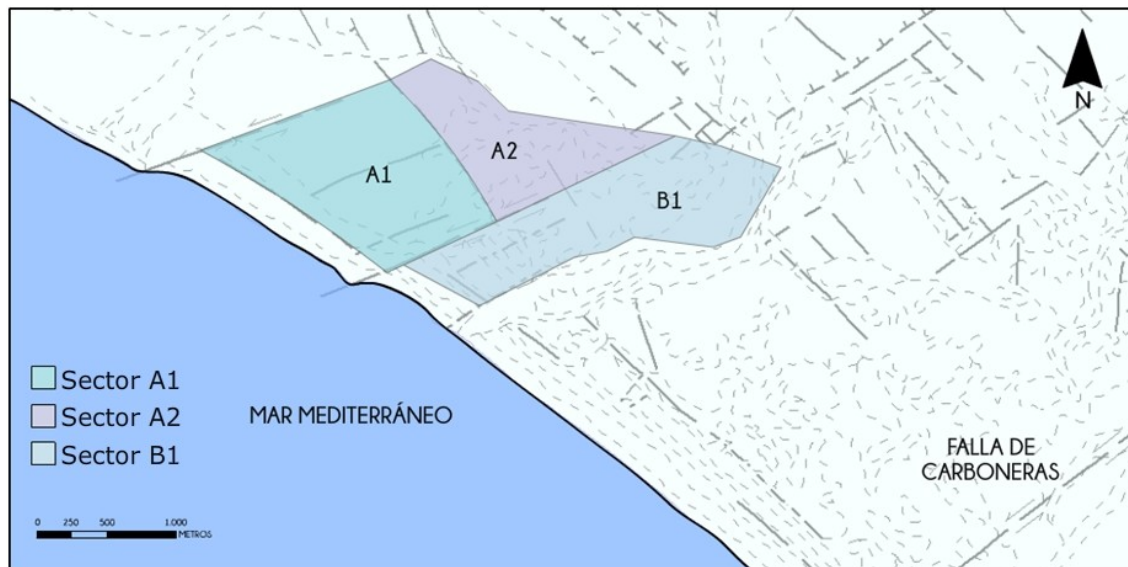 N
A1
A2
B1
Sector A1
Sector A2
Sector B1
MAR MEDITERRÁNEO
FALLA DE
CARBONERAS
0 250 500 1.000
METROS